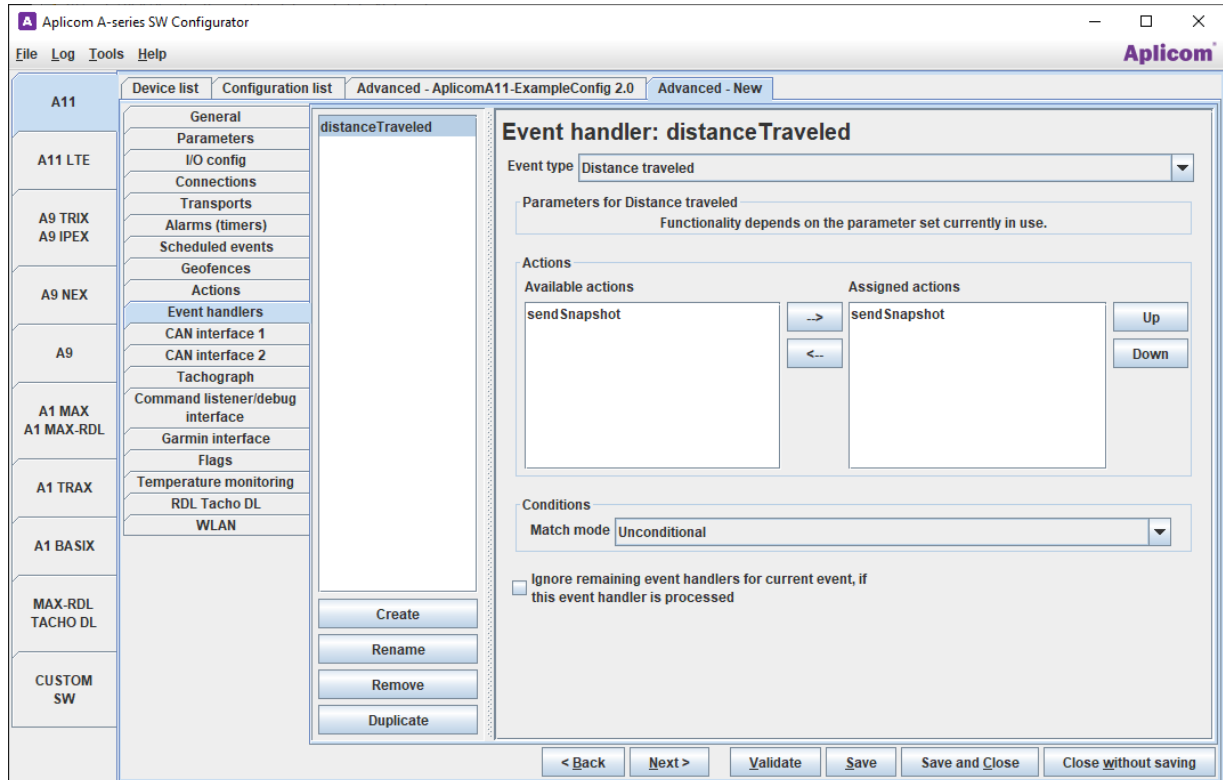 Aplicom A-series SW Configurator
File Log Tools Help
Aplicom
A11
A11 LTE
A9 TRIX
A9 IPEX
A9 NEX
A9
A1 MAX
A1 MAX-RDL
A1 TRAX
A1 BASIX
MAX-RDL
TACHO DL
CUSTOM
SW
Device list Configuration list Advanced - AplicomA11-ExampleConfig 2.0 Advanced - New
General
Parameters
I/O config
Connections
Transports
Alarms (timers)
Scheduled events
Geofences
Actions
Event handlers
CAN interface 1
CAN interface 2
Tachograph
Command listener/debug
interface
Garmin interface
Flags
Temperature monitoring
RDL Tacho DL
WLAN
distanceTraveled
Create
Rename
Remove
Duplicate
Event handler: distanceTraveled
Event type Distance traveled
Parameters for Distance traveled
Functionality depends on the parameter set currently in use.
Actions
Available actions Assigned actions
sendSnapshot --> sendSnapshot Up
<-- Down
Conditions
Match mode Unconditional
Ignore remaining event handlers for current event, if
this event handler is processed
< Back Next > Validate Save Save and Close Close without saving